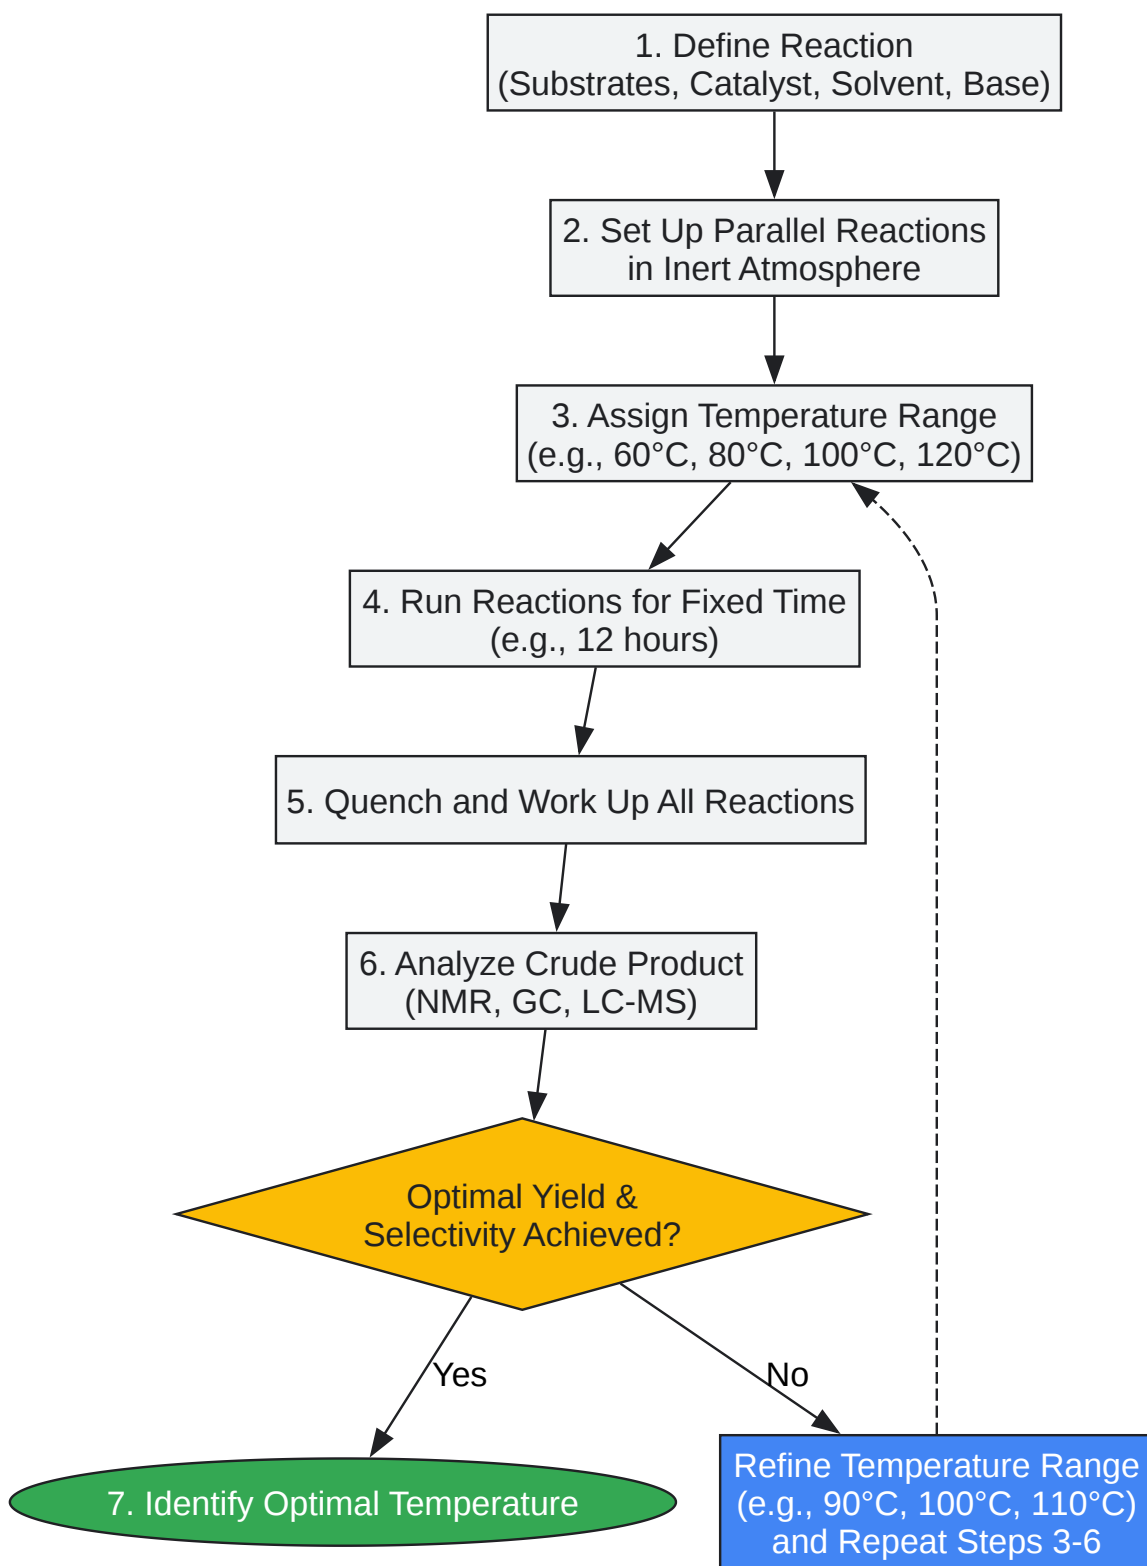 1. Define Reaction
(Substrates, Catalyst, Solvent, Base)
2. Set Up Parallel Reactions
in Inert Atmosphere
3. Assign Temperature Range
(e.g., 60°C, 80°C, 100°C, 120°C)
4. Run Reactions for Fixed Time
(e.g., 12 hours)
5. Quench and Work Up All Reactions
6. Analyze Crude Product
(NMR, GC, LC-MS)
Optimal Yield &
Selectivity Achieved?
Yes
No
7. Identify Optimal Temperature
Refine Temperature Range
(e.g., 90°C, 100°C, 110°C)
and Repeat Steps 3-6